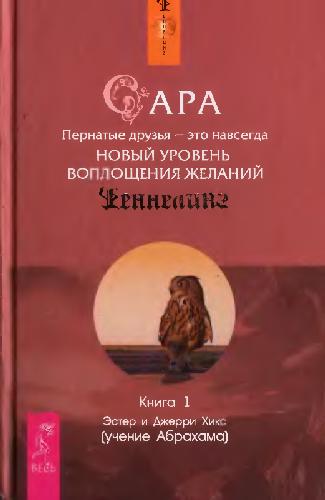 САРА
Пернатые друзья – это навсегда
НОВЫЙ УРОВЕНЬ
ВОПЛОЩЕНИЯ ЖЕЛАНИЙ
Ченнелинг
Книга 1
Эстер и Джерри Хикс
(учение Абрахама)
ВЕСЬ